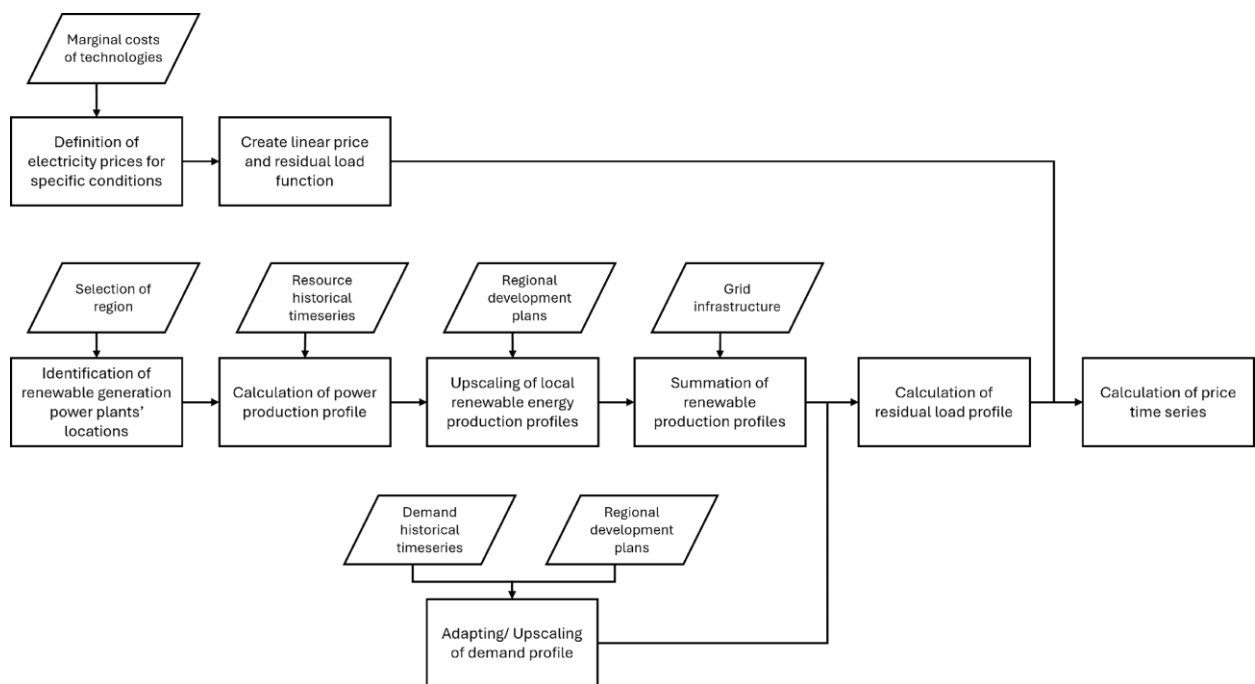 Marginal costs
of technologies
Definition of
electricity prices for
specific conditions
Create linear price
and residual load
function
Selection of
region
Resource
historical
timeseries
Regional
development
plans
Grid
infrastructure
Identification of
renewable generation
power plants’
locations
Calculation of power
production profile
Upscaling of local
renewable energy
production profiles
Summation of
renewable
production profiles
Calculation of
residual load profile
Calculation of price
time series
Demand
historical
timeseries
Regional
development
plans
Adapting/ Upscaling
of demand profile